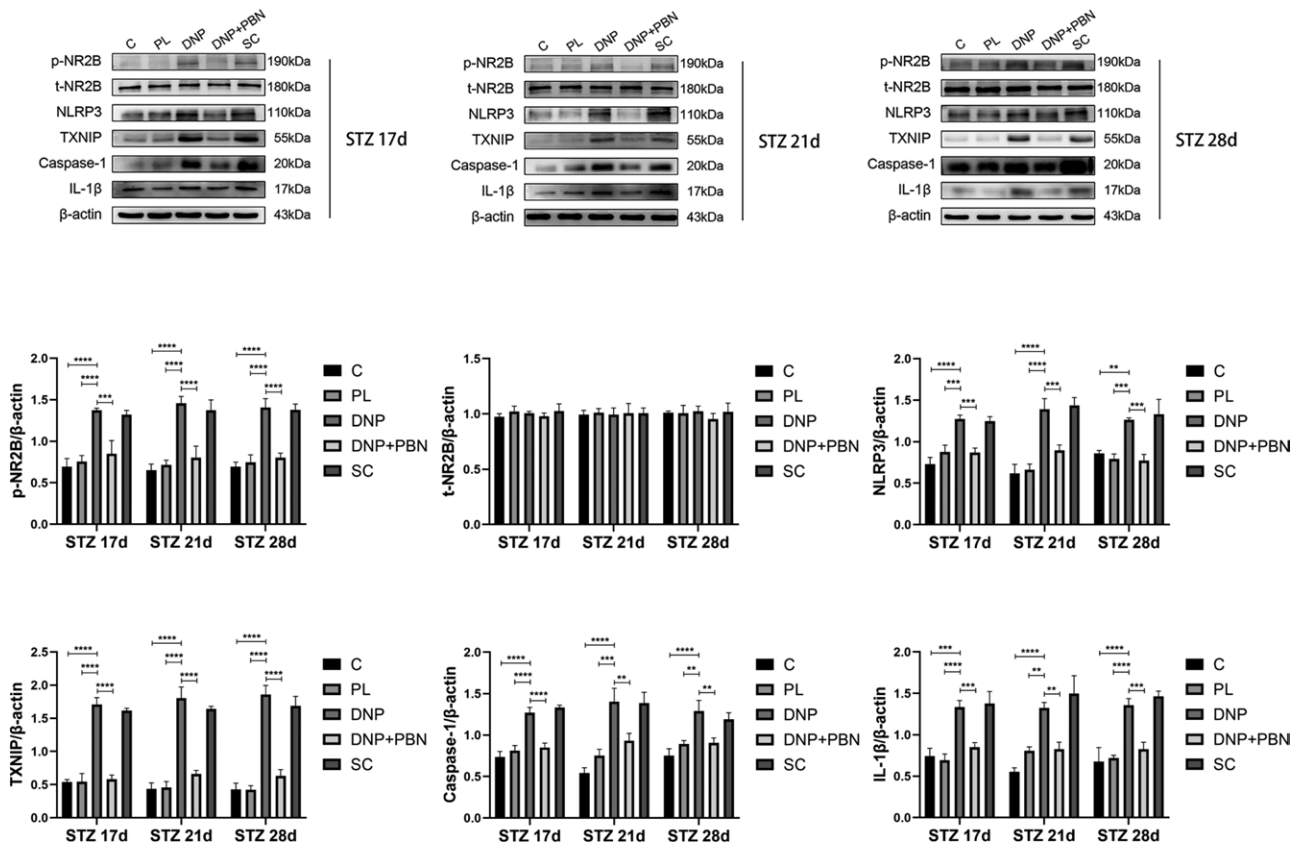 C PL DNP DNP+PBN SC
p-NR2B 190kDa
t-NR2B 180kDa
NLRP3 110kDa
TXNIP 55kDa
Caspase-1 20kDa
IL-1β 17kDa
β-actin 43kDa
STZ 17d
C PL DNP DNP+PBN SC
p-NR2B 190kDa
t-NR2B 180kDa
NLRP3 110kDa
TXNIP 55kDa
Caspase-1 20kDa
IL-1β 17kDa
β-actin 43kDa
STZ 21d
C PL DNP DNP+PBN SC
p-NR2B 190kDa
t-NR2B 180kDa
NLRP3 110kDa
TXNIP 55kDa
Caspase-1 20kDa
IL-1β 17kDa
β-actin 43kDa
STZ 28d
p-NR2B/β-actin
2.0
1.5
1.0
0.5
0.0
**** **** ***
**** **** ****
**** **** ****
STZ 17d STZ 21d STZ 28d
C
PL
DNP
DNP+PBN
SC
t-NR2B/β-actin
1.5
1.0
0.5
0.0
STZ 17d STZ 21d STZ 28d
C
PL
DNP
DNP+PBN
SC
NLRP3/β-actin
2.0
1.5
1.0
0.5
0.0
**** *** ***
**** **** ***
** *** ***
STZ 17d STZ 21d STZ 28d
C
PL
DNP
DNP+PBN
SC
TXNIP/β-actin
2.5
2.0
1.5
1.0
0.5
0.0
**** **** ****
**** **** ****
**** **** ****
STZ 17d STZ 21d STZ 28d
C
PL
DNP
DNP+PBN
SC
Caspase-1/β-actin
2.0
1.5
1.0
0.5
0.0
**** **** ****
**** *** **
**** ** **
STZ 17d STZ 21d STZ 28d
C
PL
DNP
DNP+PBN
SC
IL-1β/β-actin
2.0
1.5
1.0
0.5
0.0
*** **** ***
**** ** **
**** **** ***
STZ 17d STZ 21d STZ 28d
C
PL
DNP
DNP+PBN
SC